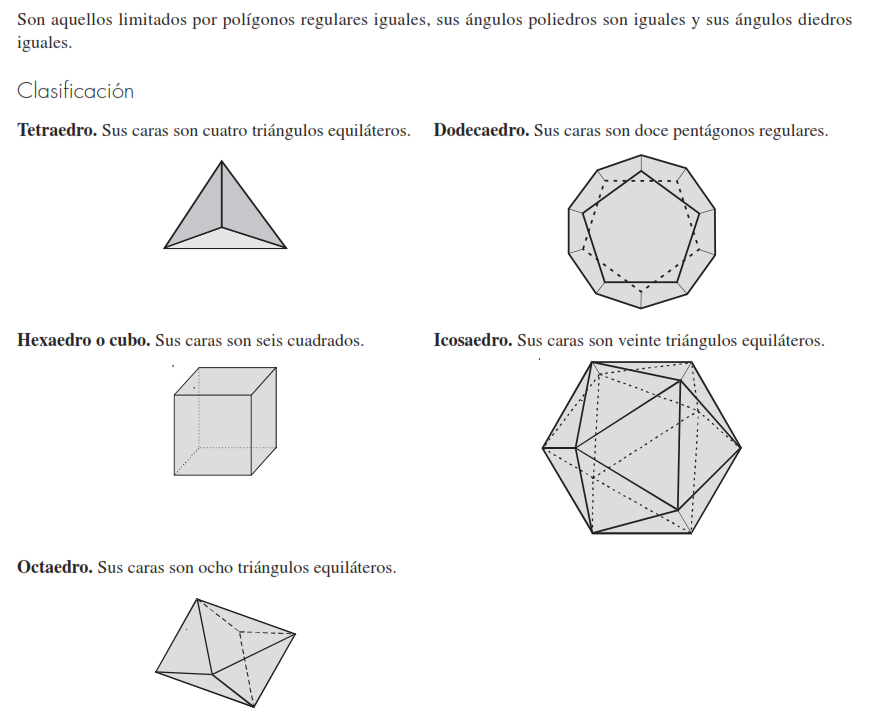 Son aquellos limitados por polígonos regulares iguales, sus ángulos poliedros son iguales y sus ángulos diedros
iguales.
Clasificación
Tetraedro. Sus caras son cuatro triángulos equiláteros.
Dodecaedro. Sus caras son doce pentágonos regulares.
Hexaedro o cubo. Sus caras son seis cuadrados.
Icosaedro. Sus caras son veinte triángulos equiláteros.
Octaedro. Sus caras son ocho triángulos equiláteros.